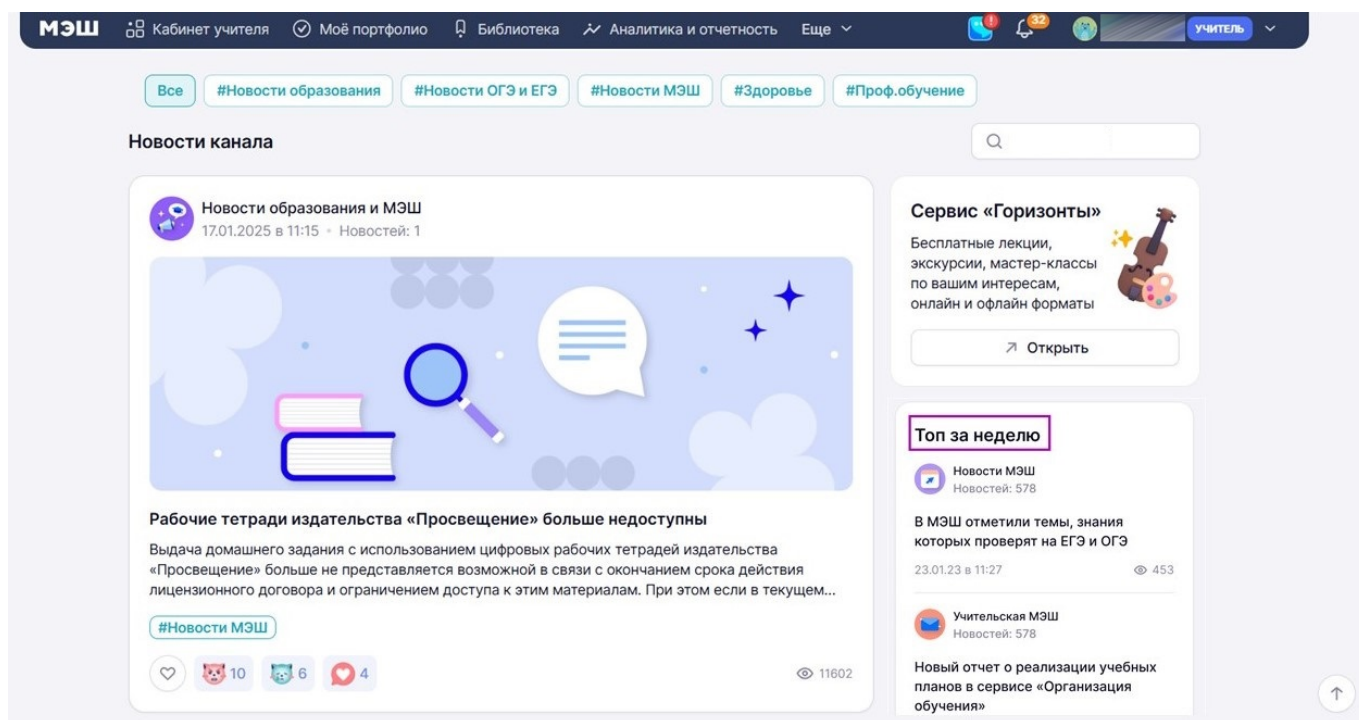 МЭШ Кабинет учителя Моё портфолио Библиотека Аналитика и отчетность Еще 32 УЧИТЕЛЬ
Все #Новости образования #Новости ОГЭ и ЕГЭ #Новости МЭШ #Здоровье #Проф.обучение
Новости канала
Новости образования и МЭШ
17.01.2025 в 11:15 • Новостей: 1
Рабочие тетради издательства «Просвещение» больше недоступны
Выдача домашнего задания с использованием цифровых рабочих тетрадей издательства
«Просвещение» больше не представляется возможной в связи с окончанием срока действия
лицензионного договора и ограничением доступа к этим материалам. При этом если в текущем...
#Новости МЭШ
10 6 4 11602
Сервис «Горизонты»
Бесплатные лекции,
экскурсии, мастер-классы
по вашим интересам,
онлайн и офлайн форматы
Открыть
Топ за неделю
Новости МЭШ
Новостей: 578
В МЭШ отметили темы, знания
которых проверят на ЕГЭ и ОГЭ
23.01.23 в 11:27 453
Учительская МЭШ
Новостей: 578
Новый отчет о реализации учебных
планов в сервисе «Организация
обучения»